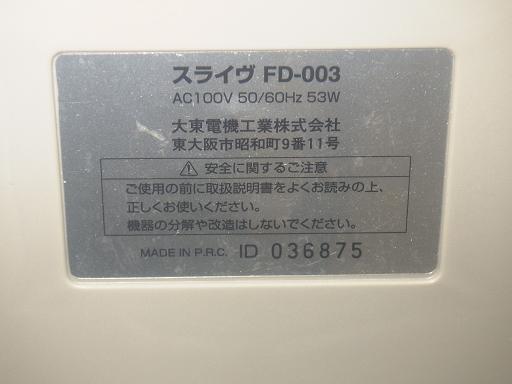 スライヴ FD-003
AC100V 50/60Hz 53W
大東電機工業株式会社
東大阪市昭和町9番11号
⚠ 安全に関するご注意
ご使用の前に取扱説明書をよくお読みの上、
正しくお使いください。
機器の分解や改造はしないでください。
MADE IN P.R.C. ID 036875